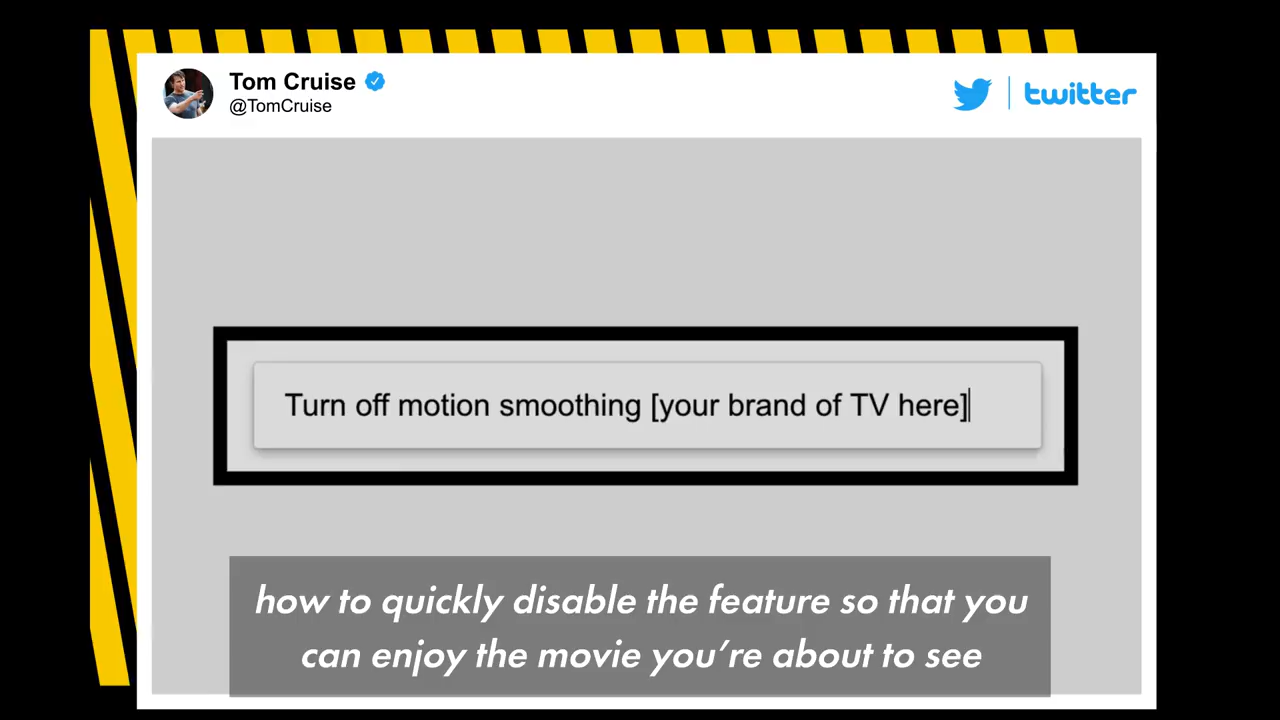 Tom Cruise
@TomCruise
twitter
Turn off motion smoothing [your brand of TV here]
how to quickly disable the feature so that you
can enjoy the movie you’re about to see